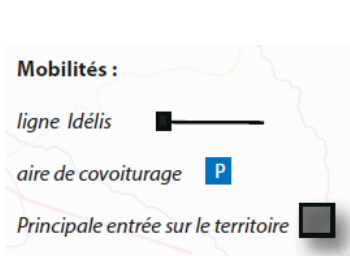 Mobilités :
ligne Idélis
aire de covoiturage P
Principale entrée sur le territoire